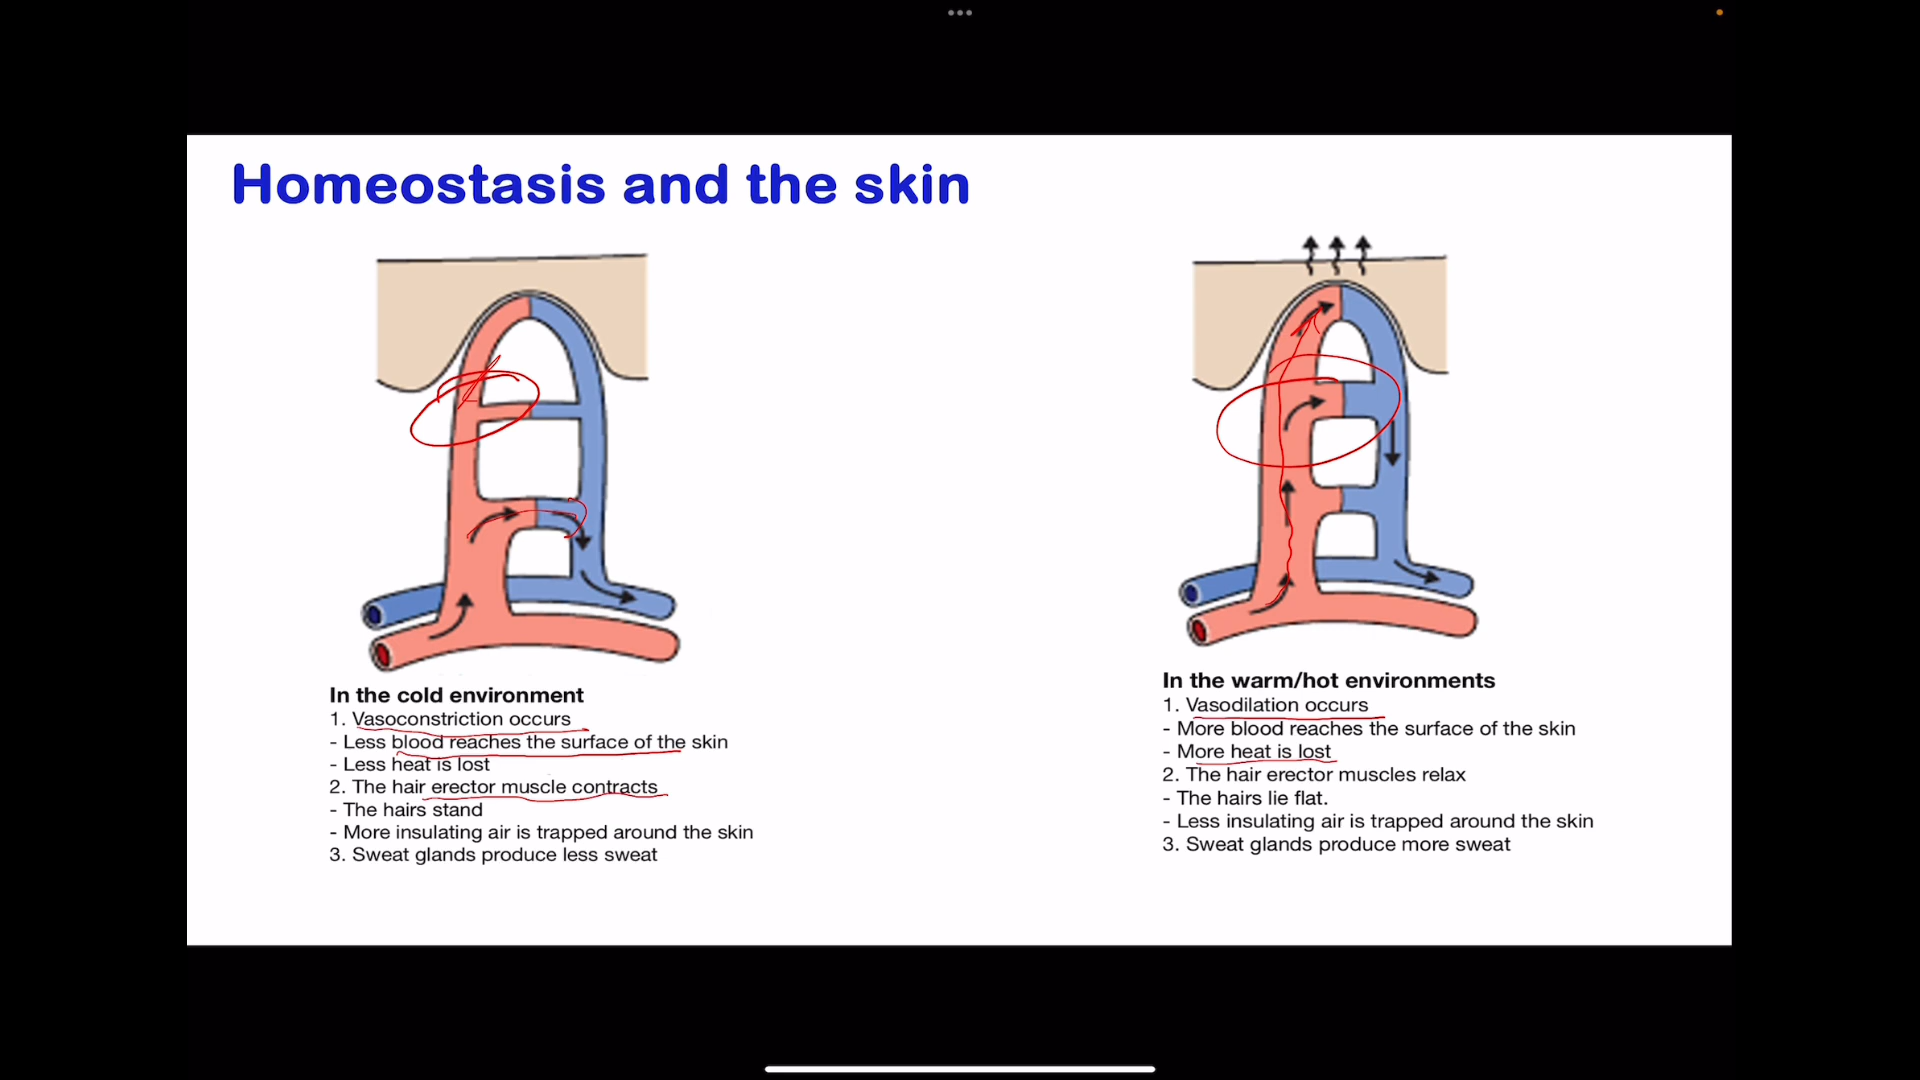 Homeostasis and the skin
In the cold environment
1. Vasoconstriction occurs
- Less blood reaches the surface of the skin
- Less heat is lost
2. The hair erector muscle contracts
- The hairs stand
- More insulating air is trapped around the skin
3. Sweat glands produce less sweat
In the warm/hot environments
1. Vasodilation occurs
- More blood reaches the surface of the skin
- More heat is lost
2. The hair erector muscles relax
- The hairs lie flat.
- Less insulating air is trapped around the skin
3. Sweat glands produce more sweat